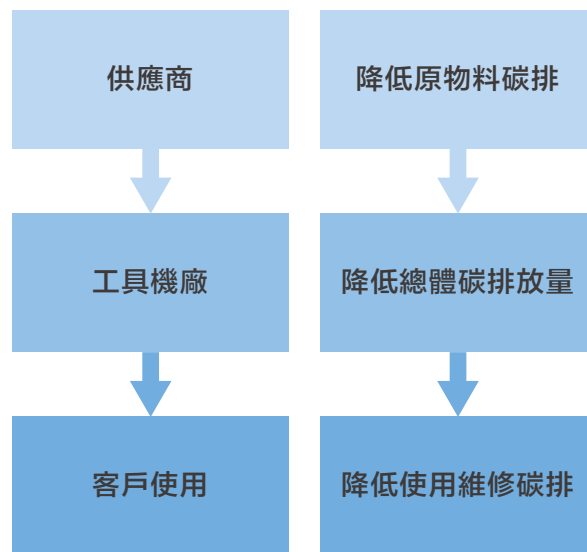 供應商
降低原物料碳排
工具機廠
降低總體碳排放量
客戶使用
降低使用維修碳排